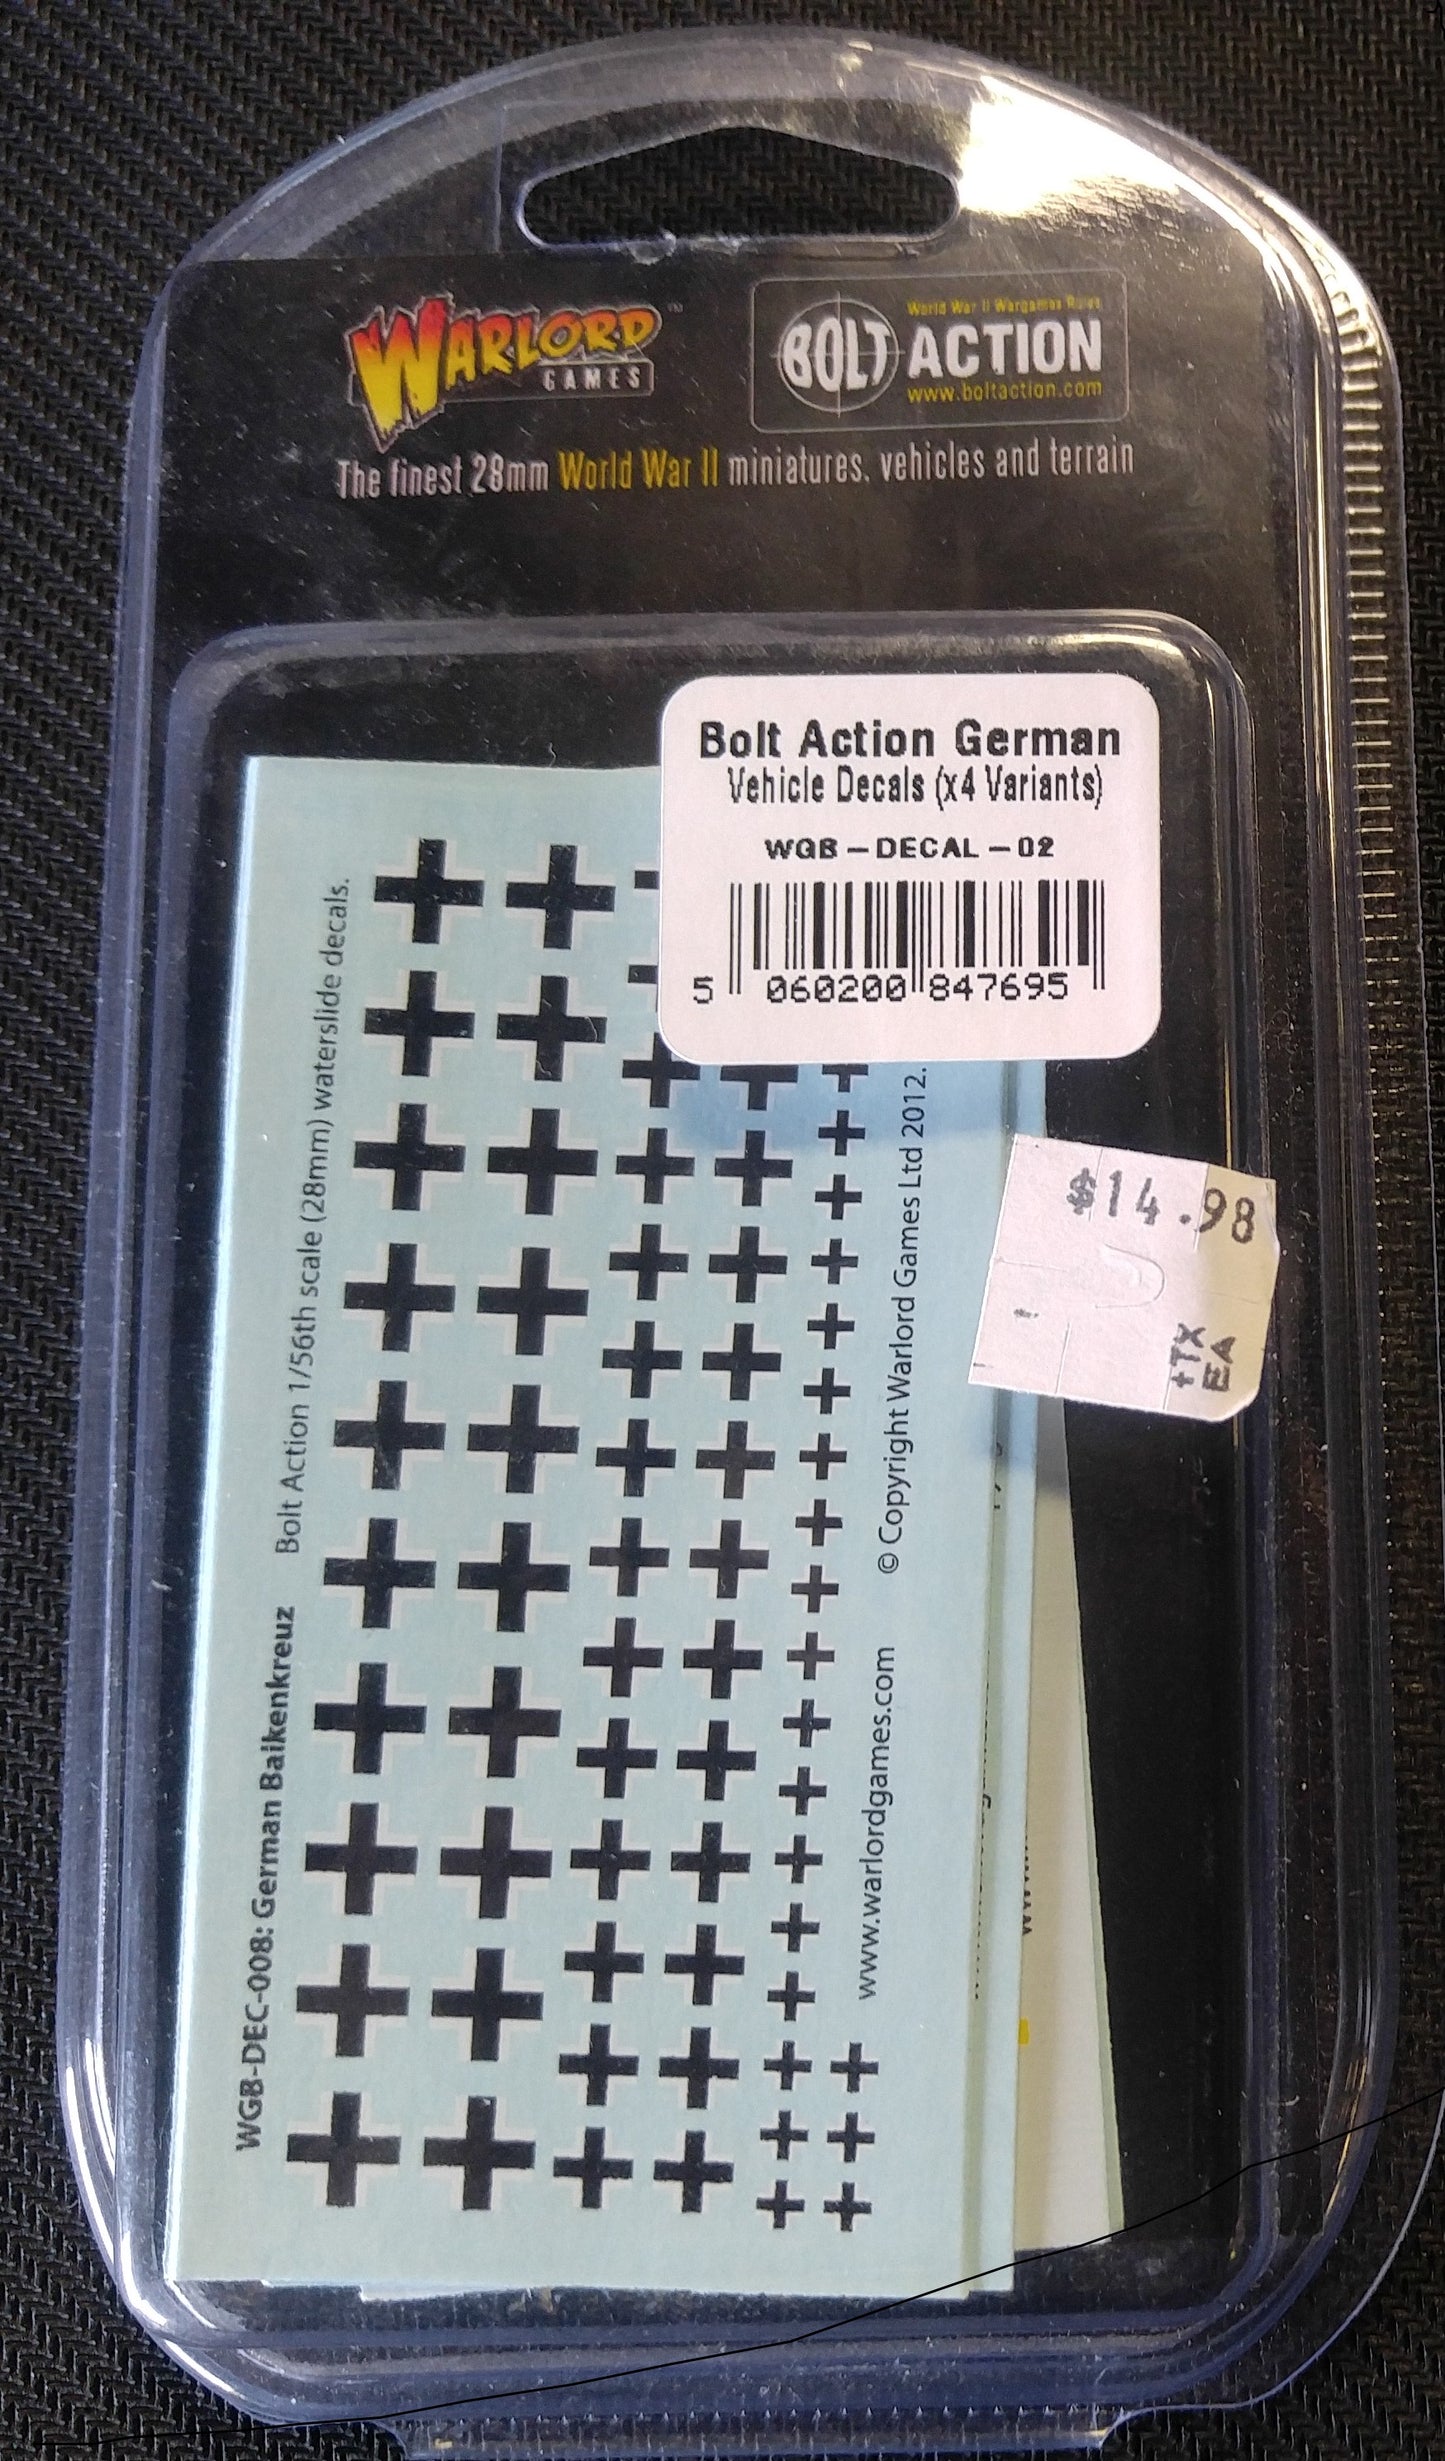 WARLORD
GAMES
™
World War II Wargames Rules
BOLT ACTION
www.boltaction.com
The finest 28mm World War II miniatures, vehicles and terrain
Bolt Action German
Vehicle Decals (x4 Variants)
WGB-DECAL-02
5 060200 847695
$14.98
+TX
EA
WGB-DEC-008: German Balkenkreuz
Bolt Action 1/56th scale (28mm) waterslide decals.
www.warlordgames.com
© Copyright Warlord Games Ltd 2012.